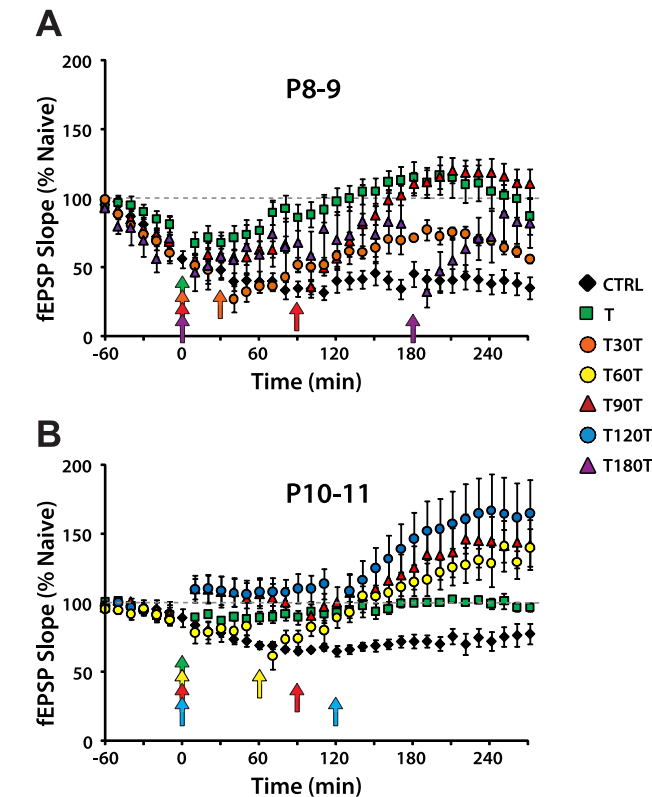 A
P8-9
fEPSP Slope (% Naive)
200
150
100
50
0
-60
0
60
120
180
240
Time (min)
CTRL
T
T30T
T60T
T90T
T120T
T180T
B
P10-11
fEPSP Slope (% Naive)
200
150
100
50
0
-60
0
60
120
180
240
Time (min)